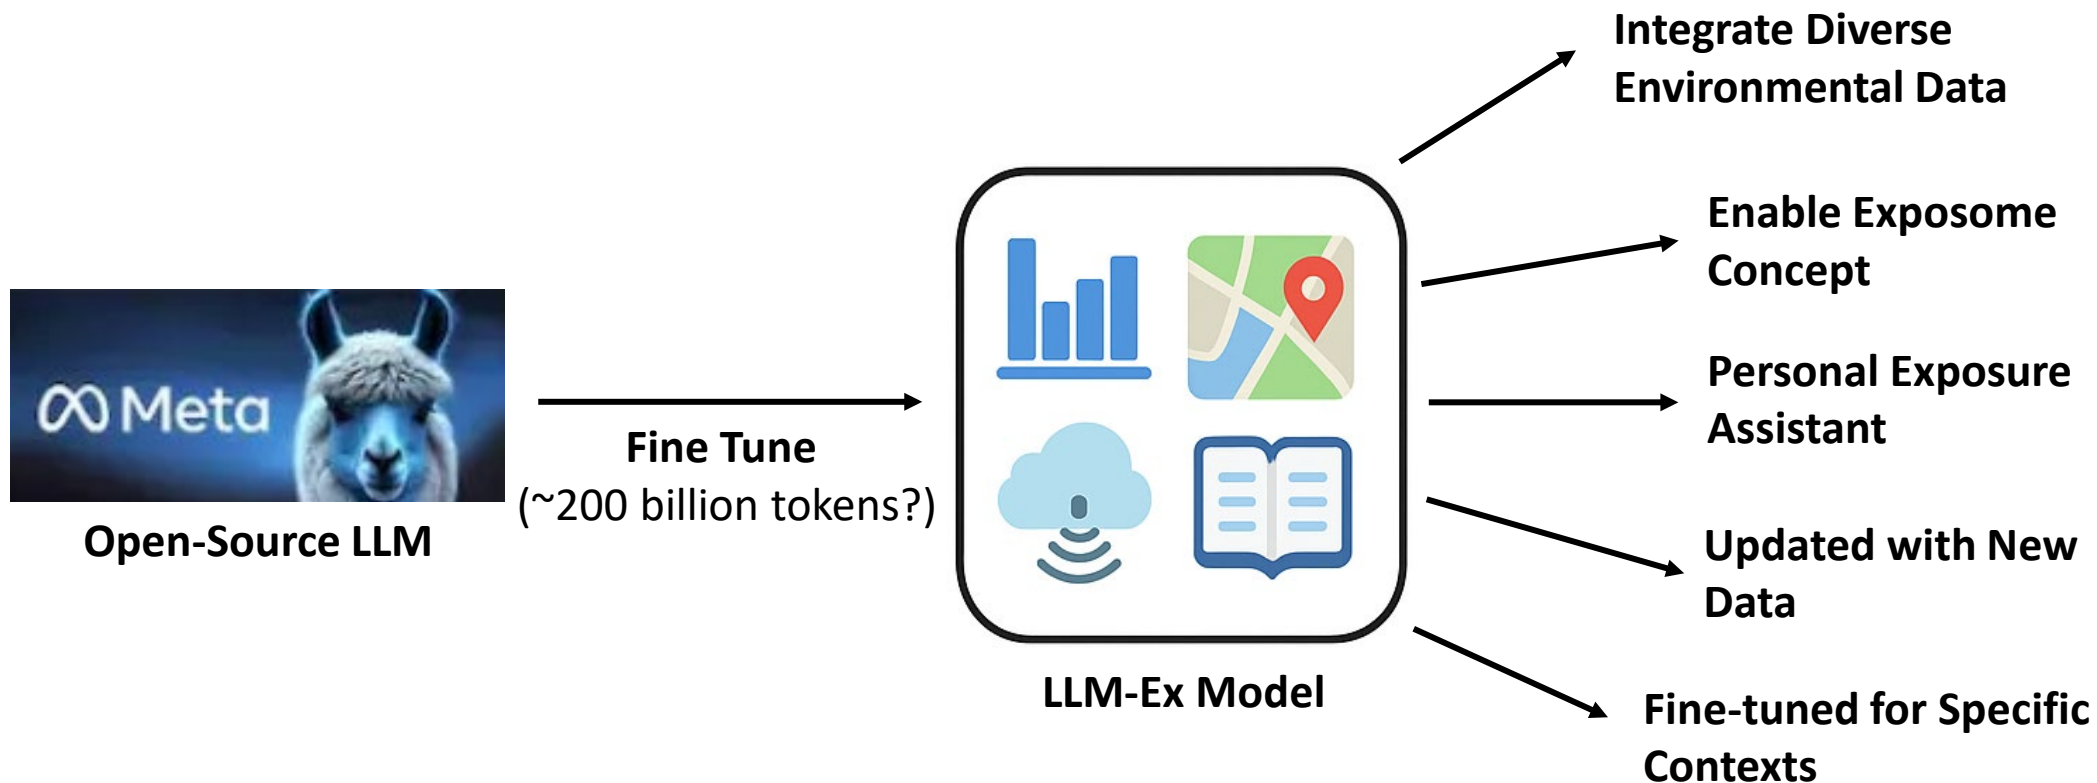 Meta
Open-Source LLM
Fine Tune
(~200 billion tokens?)
LLM-Ex Model
Integrate Diverse
Environmental Data
Enable Exposome
Concept
Personal Exposure
Assistant
Updated with New
Data
Fine-tuned for Specific
Contexts